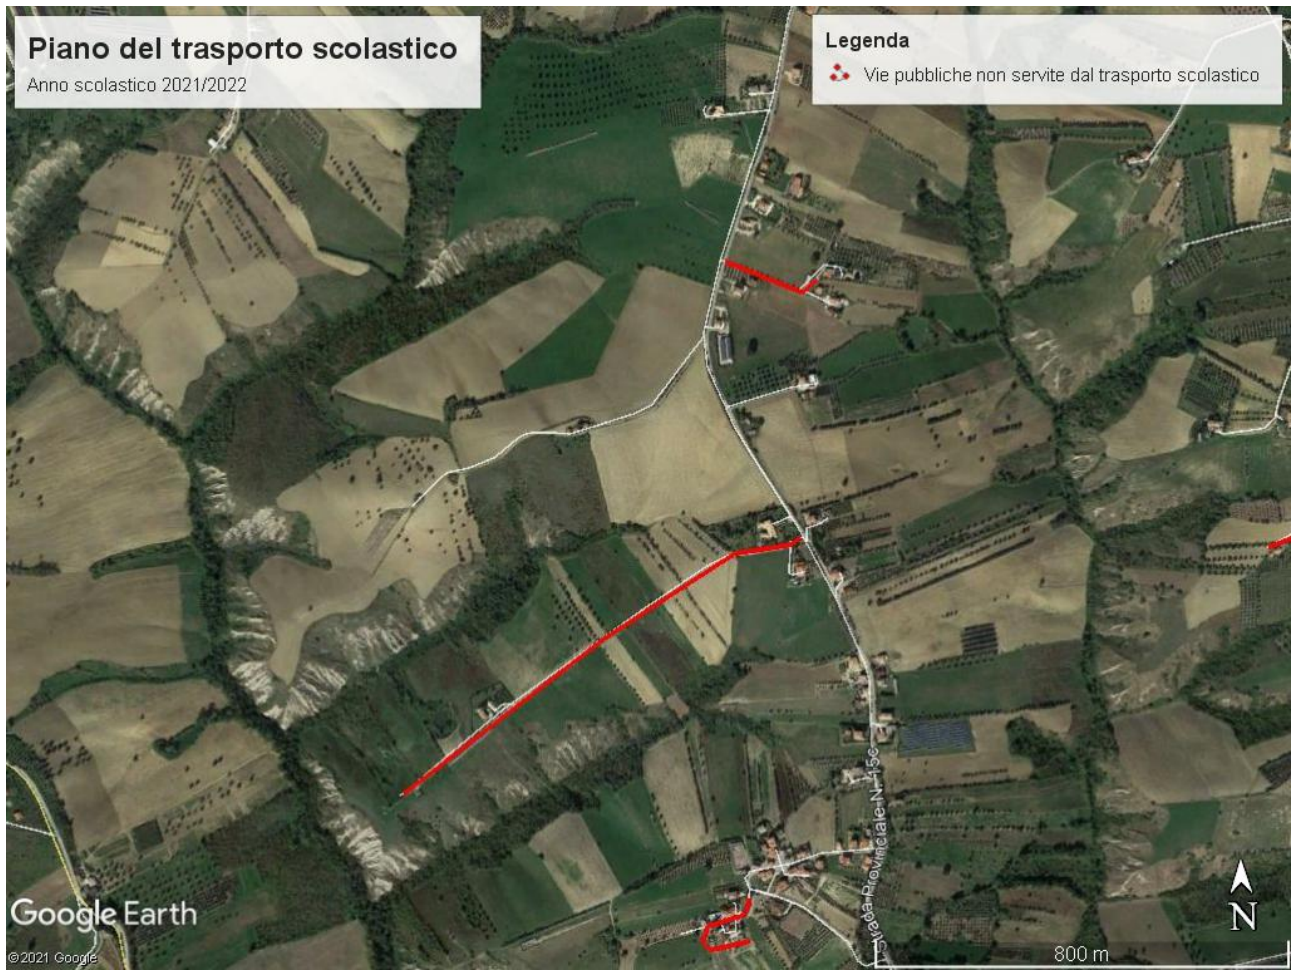 Piano del trasporto scolastico
Anno scolastico 2021/2022
Legenda
Vie pubbliche non servite dal trasporto scolastico
Strada Provinciale N. 15c
Google Earth
©2021 Google
N
800 m